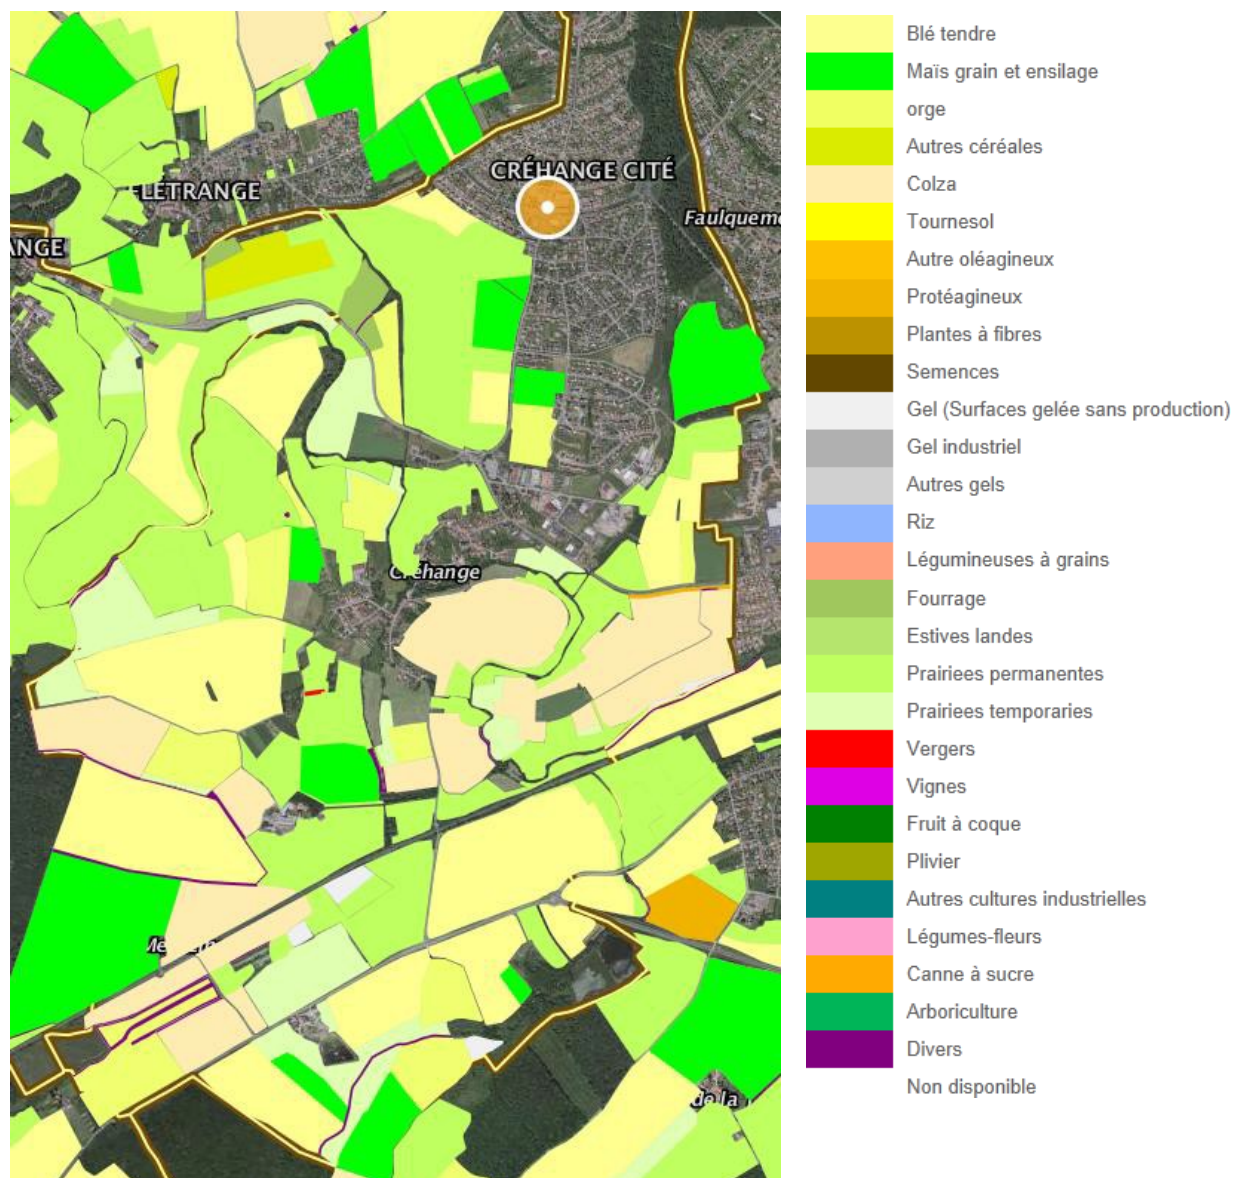 CRÉHANGE CITÉ
ELÉTRANGE
Faulquem
ANGE
Créhange
de la
Blé tendre
Maïs grain et ensilage
orge
Autres céréales
Colza
Tournesol
Autre oléagineux
Protéagineux
Plantes à fibres
Semences
Gel (Surfaces gelée sans production)
Gel industriel
Autres gels
Riz
Légumineuses à grains
Fourrage
Estives landes
Prairiees permanentes
Prairiees temporaries
Vergers
Vignes
Fruit à coque
Plivier
Autres cultures industrielles
Légumes-fleurs
Canne à sucre
Arboriculture
Divers
Non disponible